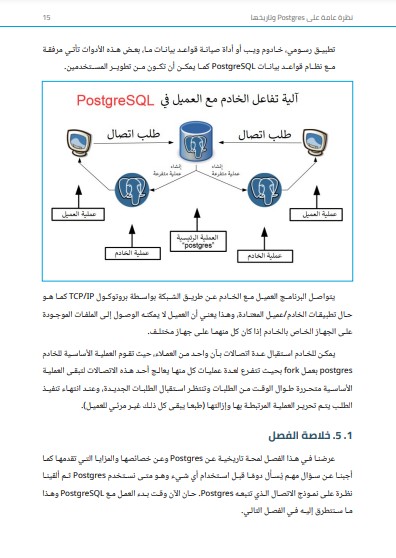 نظرة عامة على Postgres وتاريخها
15
تطبيق رسومي، خادوم ويب أو أداة صيانة قواعد بيانات ما، بعض هذه الأدوات تأتي مرفقة
مع نظام قواعد بيانات PostgreSQL كما يمكن أن تكون من تطوير المستخدمين.
آلية تفاعل الخادم مع العميل في PostgreSQL
طلب اتصال
طلب اتصال
إنشاء
عملية متفرعة
إنشاء
عملية متفرعة
عملية العميل
العملية الرئيسية
"postgres"
عملية العميل
عملية الخادم
عملية الخادم
يتواصل البرنامج العميل مع الخادم عن طريق الشبكة بواسطة بروتوكول TCP/IP كما هو
حال تطبيقات الخادم/عميل المعتادة، وهذا يعني أن العميل لا يمكنه الوصول إلى الملفات الموجودة
على الجهاز الخاص بالخادم إذا كان كل منهما على جهاز مختلف.
يمكن للخادم استقبال عدة اتصالات بآن واحد من العملاء، حيث تقوم العملية الأساسية للخادم
postgres بعمل fork بحيث تتفرع لعدة عمليات كل منها يعالج أحد هذه الاتصالات لتبقى العملية
الأساسية متحررة طوال الوقت من الطلبات وتنتظر استقبال الطلبات الجديدة، وعند انتهاء تنفيذ
الطلب يتم تحرير العملية المرتبطة بها وإزالتها (طبعا يبقى كل ذلك غير مرئي للعميل).
1. 5. خلاصة الفصل
عرضنا في هذا الفصل لمحة تاريخية عن Postgres وعن خصائصها والمزايا التي تقدمها كما
أجبنا عن سؤال مهم يُسأل دومًا قبل استخدام أي شيء وهو متى نستخدم Postgres ثم ألقينا
نظرة على نموذج الاتصال الذي تتبعه Postgres. حان الآن وقت بدء العمل مع PostgreSQL وهذا
ما سنتطرق إليه في الفصل التالي.